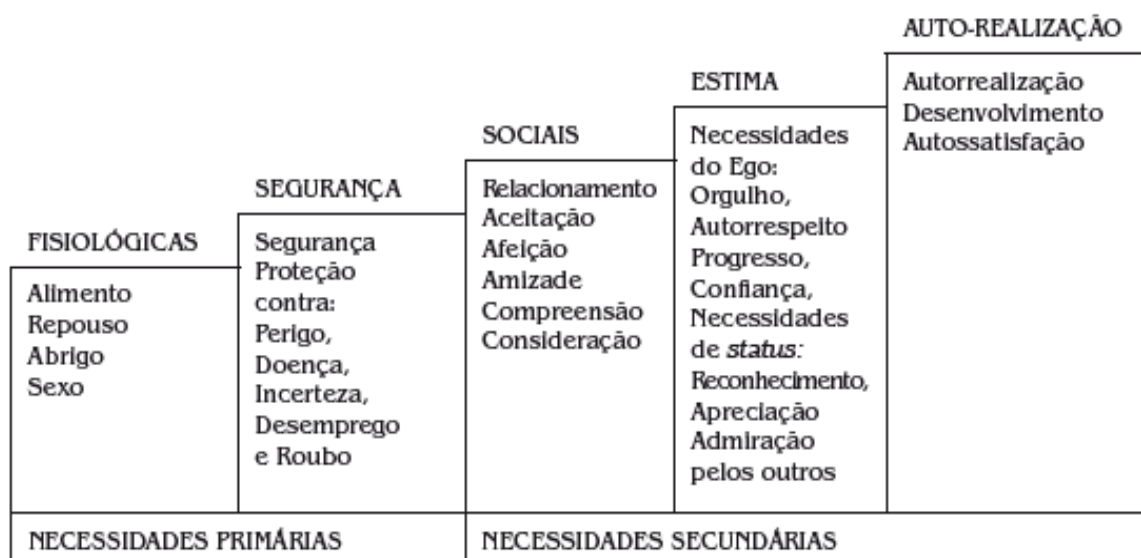 FISIOLÓGICAS
Alimento
Repouso
Abrigo
Sexo
SEGURANÇA
Segurança
Proteção
contra:
Perigo,
Doença,
Incerteza,
Desemprego
e Roubo
SOCIAIS
Relacionamento
Aceitação
Afeição
Amizade
Compreensão
Consideração
ESTIMA
Necessidades
do Ego:
Orgulho,
Autorrespeito
Progresso,
Confiança,
Necessidades
de status:
Reconhecimento,
Apreciação
Admiração
pelos outros
AUTO-REALIZAÇÃO
Autorrealização
Desenvolvimento
Autossatisfação
NECESSIDADES PRIMÁRIAS
NECESSIDADES SECUNDÁRIAS